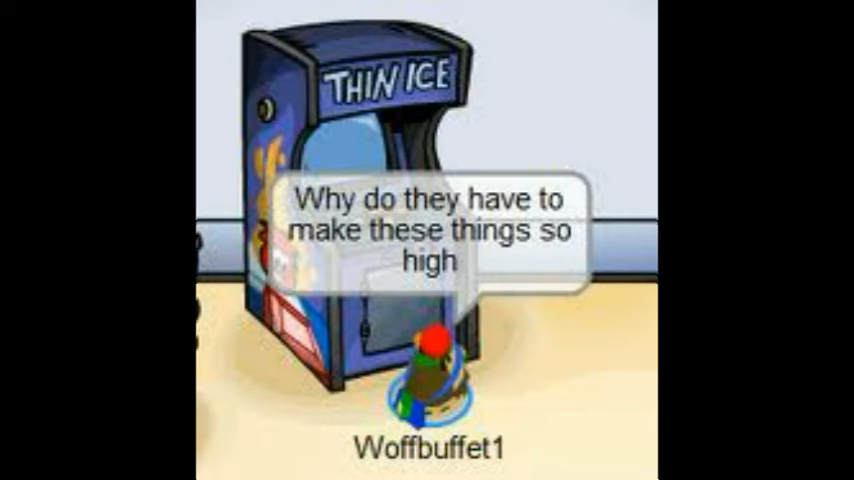 THIN ICE
Why do they have to
make these things so
high
Woffbuffet1